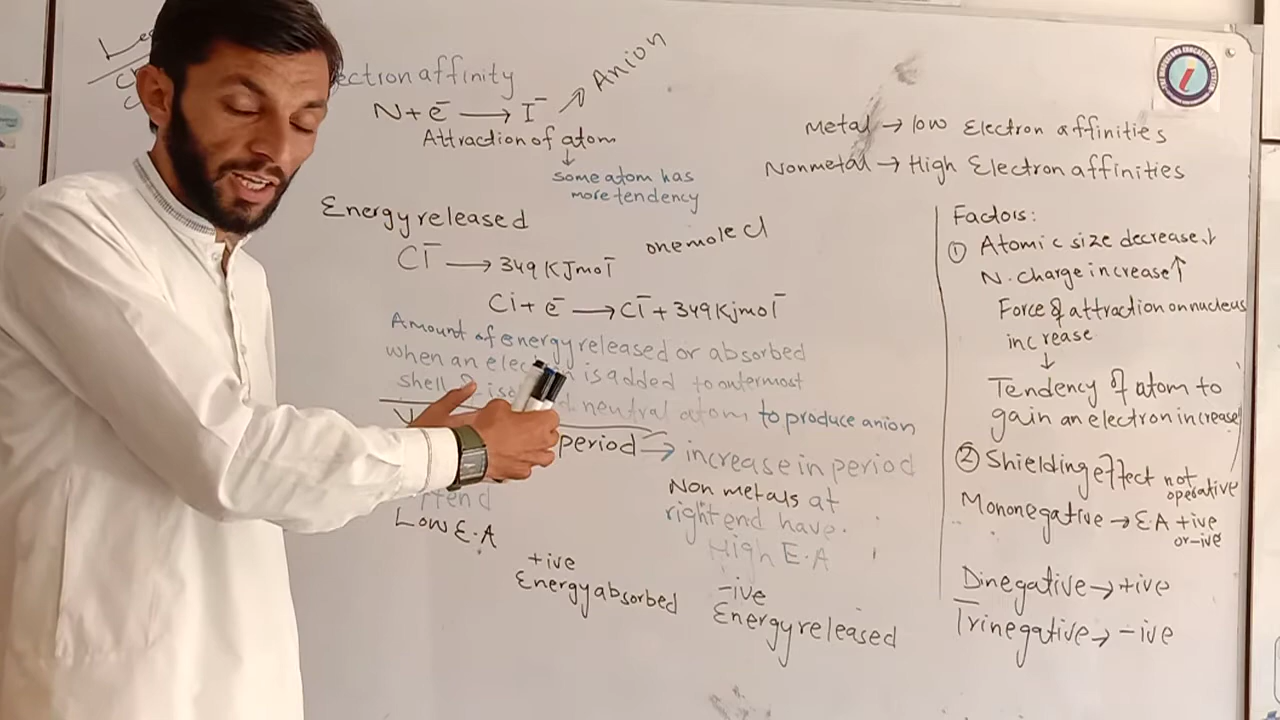 ectron affinity
N + e⁻ → I⁻ ↗ Anion
Attraction of atom
↓
some atom has
more tendency
Energy released
one mole Cl
Cl⁻ → 349 KJmol⁻
Ci + e⁻ → Cl⁻ + 349 Kjmol⁻
Amount of energy released or absorbed
when an elec is added to outermost
shell of iso d neutral atom to produce anion
period → increase in period
Non metals at
right end have.
High E.A
Low E.A
+ive
Energy absorbed
-ive
Energy released
Metal → low Electron affinities
Nonmetal → High Electron affinities
Factors:
① Atomic size decrease ↓
N. charge increase ↑
Force of attraction on nucleus
increase
↓
Tendency of atom to
gain an electron increase
② Shielding effect not
operative
Mononegative → E.A +ive
or -ive
Dinegative → +ive
Trinegative → -ive